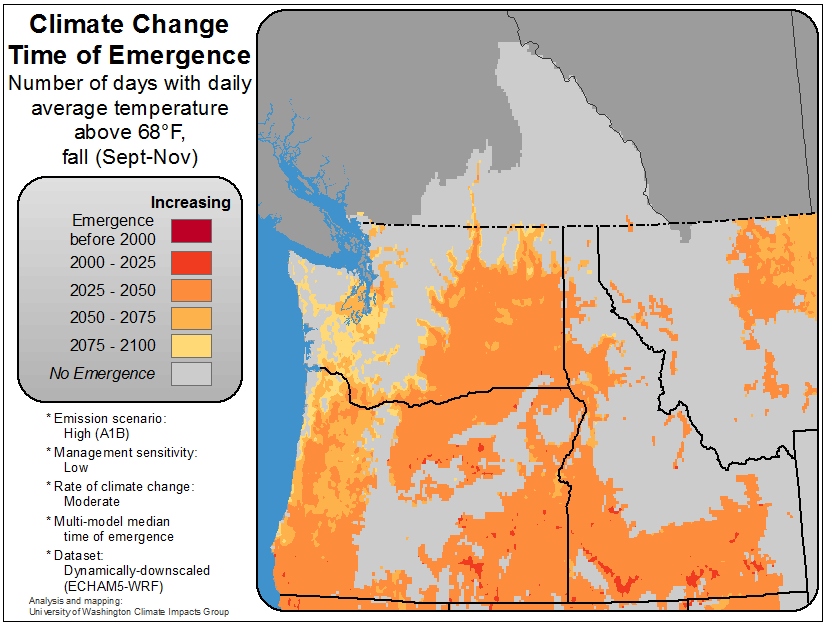 Climate Change
Time of Emergence
Number of days with daily
average temperature
above 68°F,
fall (Sept-Nov)
Increasing
Emergence
before 2000
2000 - 2025
2025 - 2050
2050 - 2075
2075 - 2100
No Emergence
* Emission scenario:
High (A1B)
* Management sensitivity:
Low
* Rate of climate change:
Moderate
* Multi-model median
time of emergence
* Dataset:
Dynamically-downscaled
(ECHAM5-WRF)
Analysis and mapping:
University of Washington Climate Impacts Group